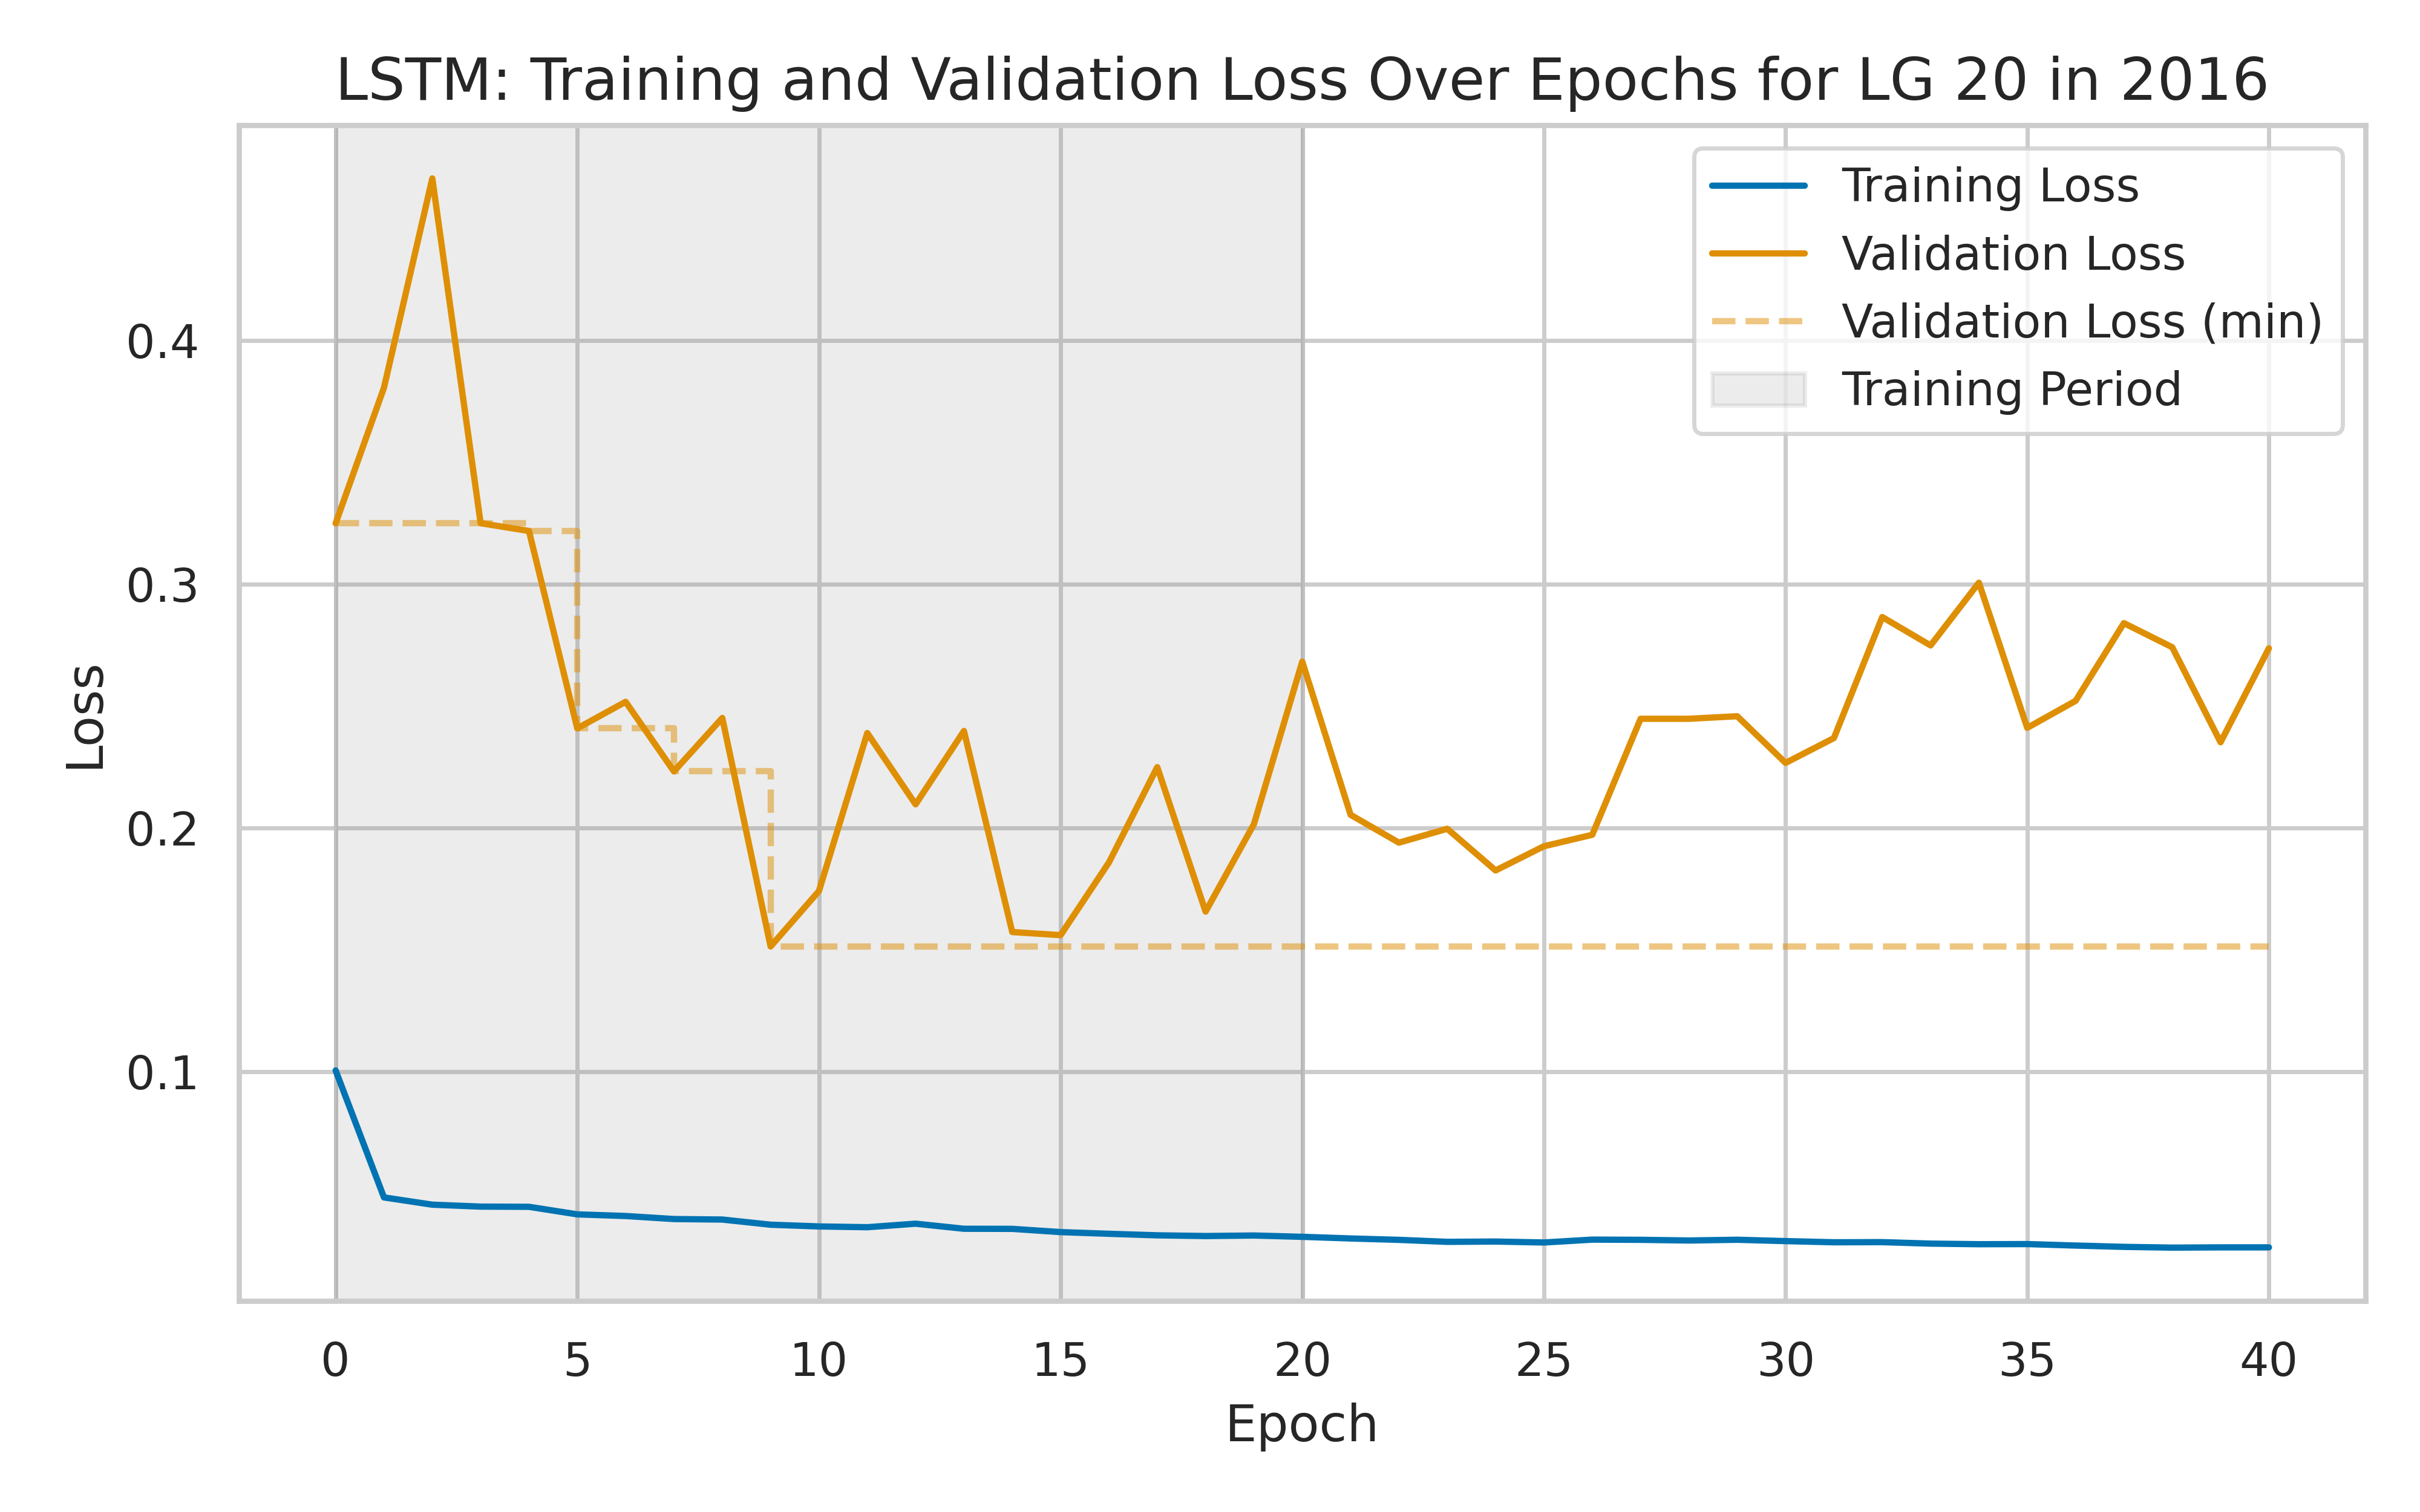 LSTM: Training and Validation Loss Over Epochs for LG 20 in 2016
Training Loss
Validation Loss
Validation Loss (min)
Training Period
0.4
0.3
0.2
0.1
Loss
0 5 10 15 20 25 30 35 40
Epoch